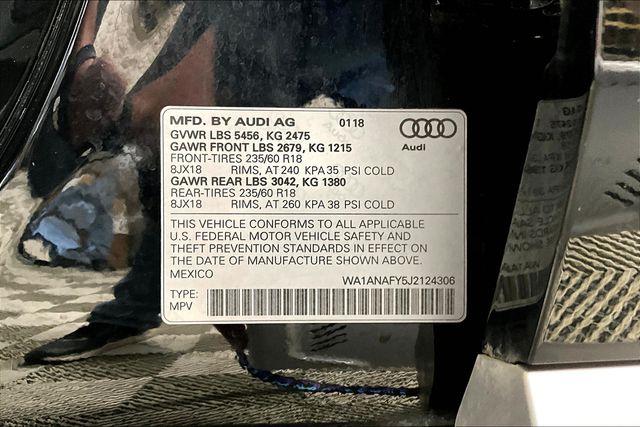 MFD. BY AUDI AG 0118
GVWR LBS 5456, KG 2475
GAWR FRONT LBS 2679, KG 1215
FRONT-TIRES 235/60 R18
8JX18 RIMS, AT 240 KPA35 PSI COLD
GAWR REAR LBS 3042, KG 1380
REAR-TIRES 235/60 R18
8JX18 RIMS, AT 260 KPA 38 PSI COLD
Audi
THIS VEHICLE CONFORMS TO ALL APPLICABLE
U.S. FEDERAL MOTOR VEHICLE SAFETY AND
THEFT PREVENTION STANDARDS IN EFFECT ON
THE DATE OF MANUFACTURE SHOWN ABOVE.
MEXICO
WA1ANAFY5J2124306
TYPE:
MPV